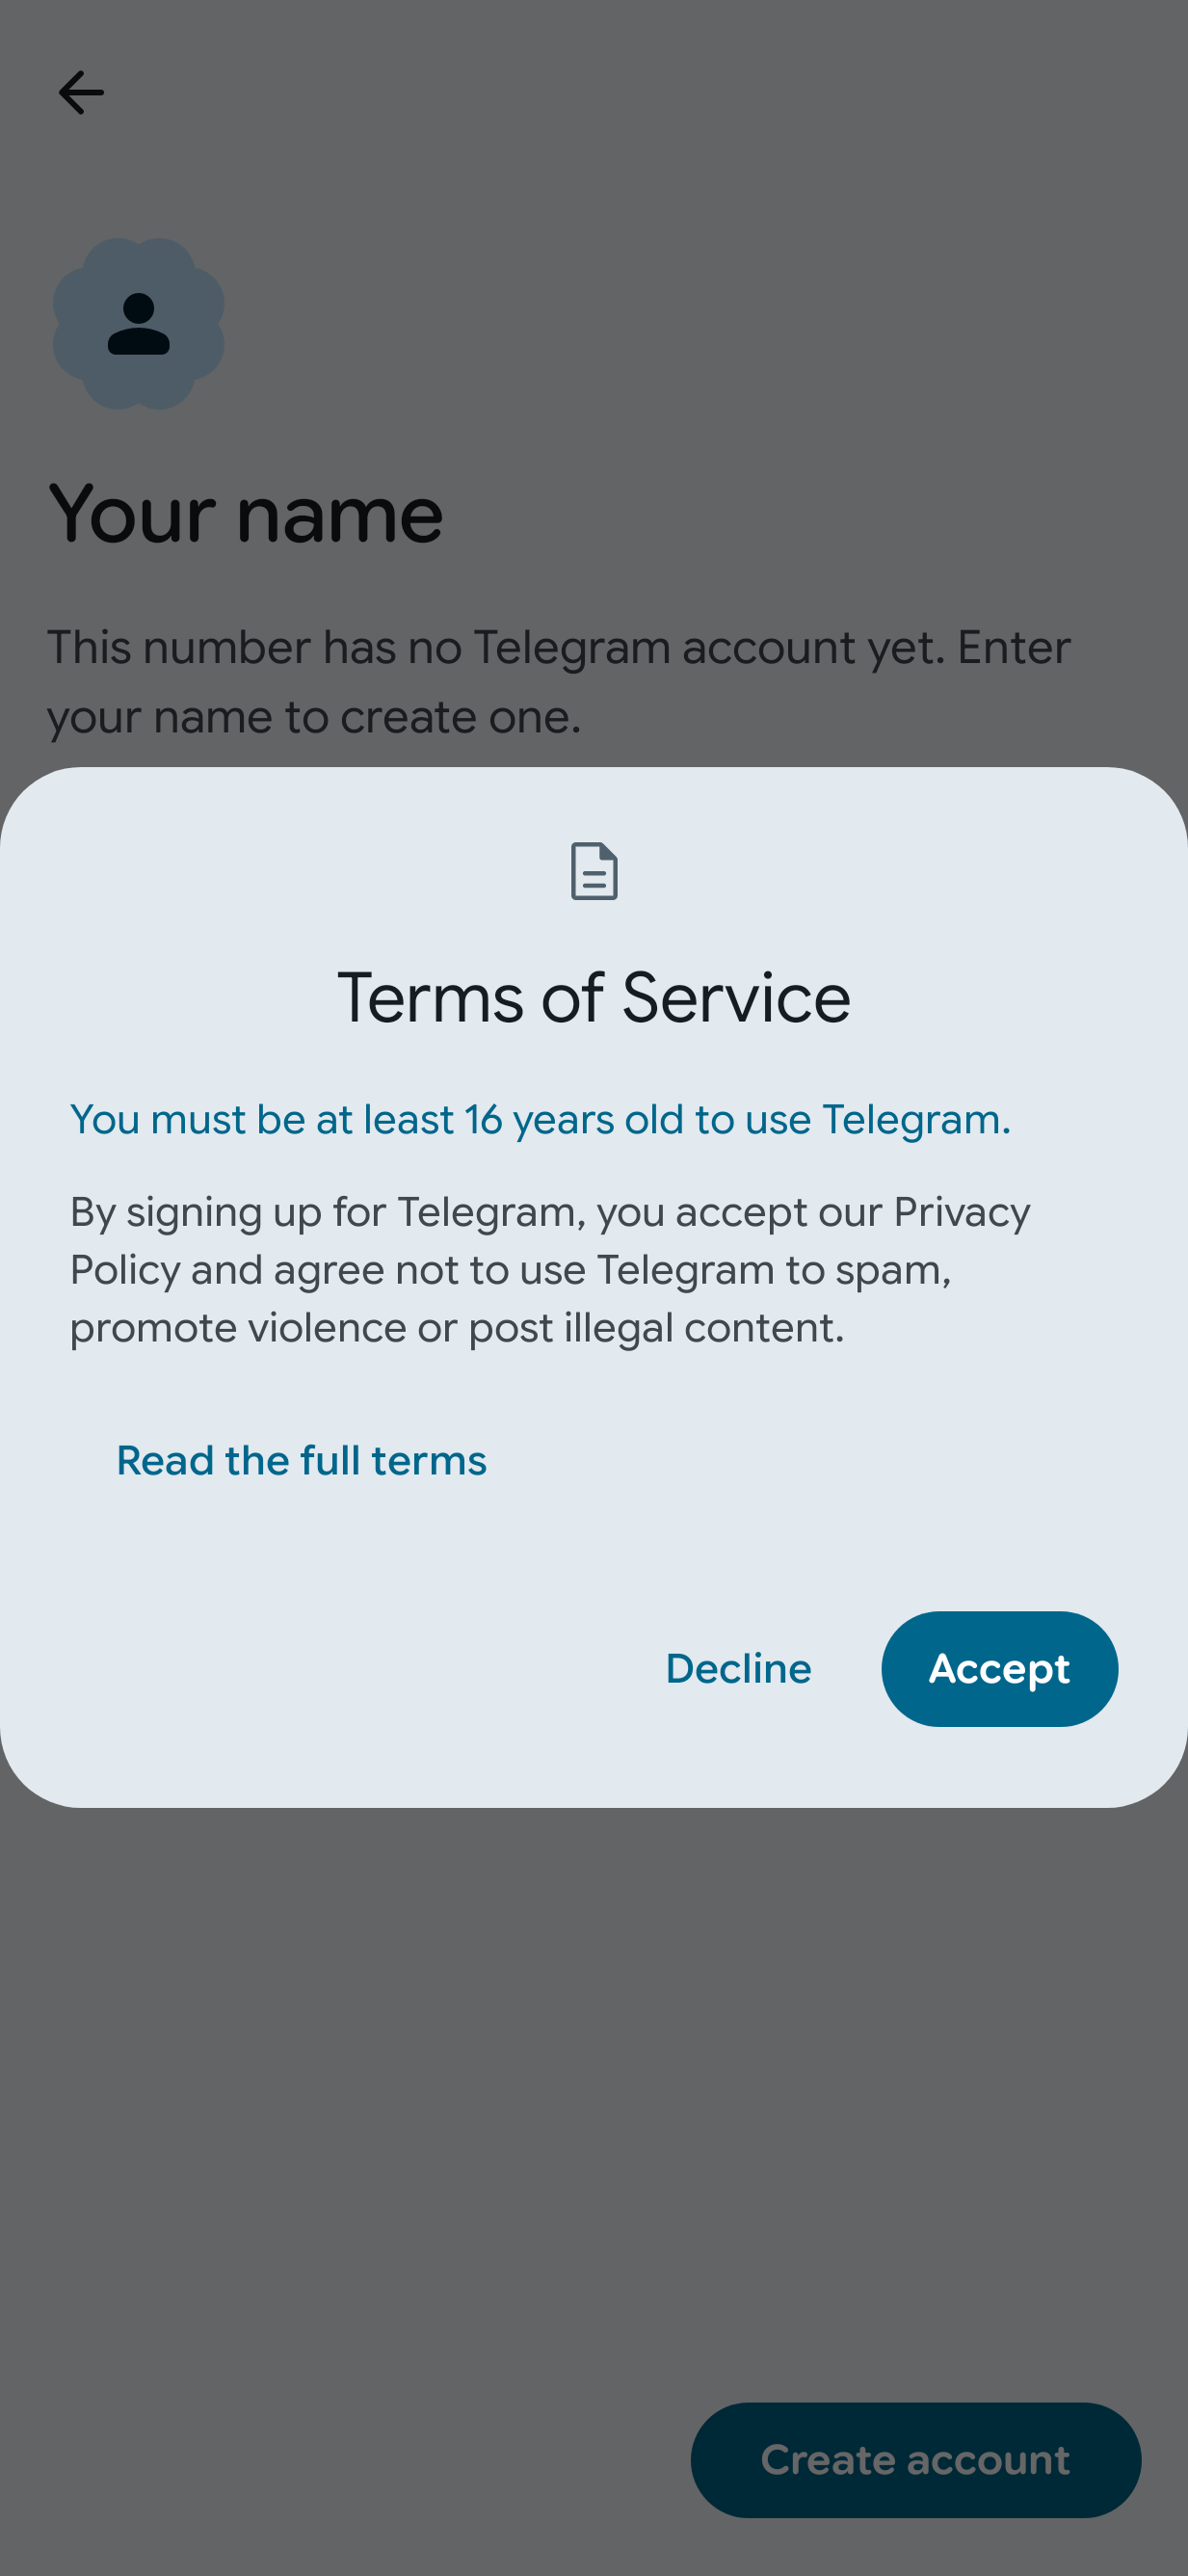 Your name
This number has no Telegram account yet. Enter
your name to create one.
Terms of Service
You must be at least 16 years old to use Telegram.
By signing up for Telegram, you accept our Privacy
Policy and agree not to use Telegram to spam,
promote violence or post illegal content.
Read the full terms
Decline
Accept
Create account